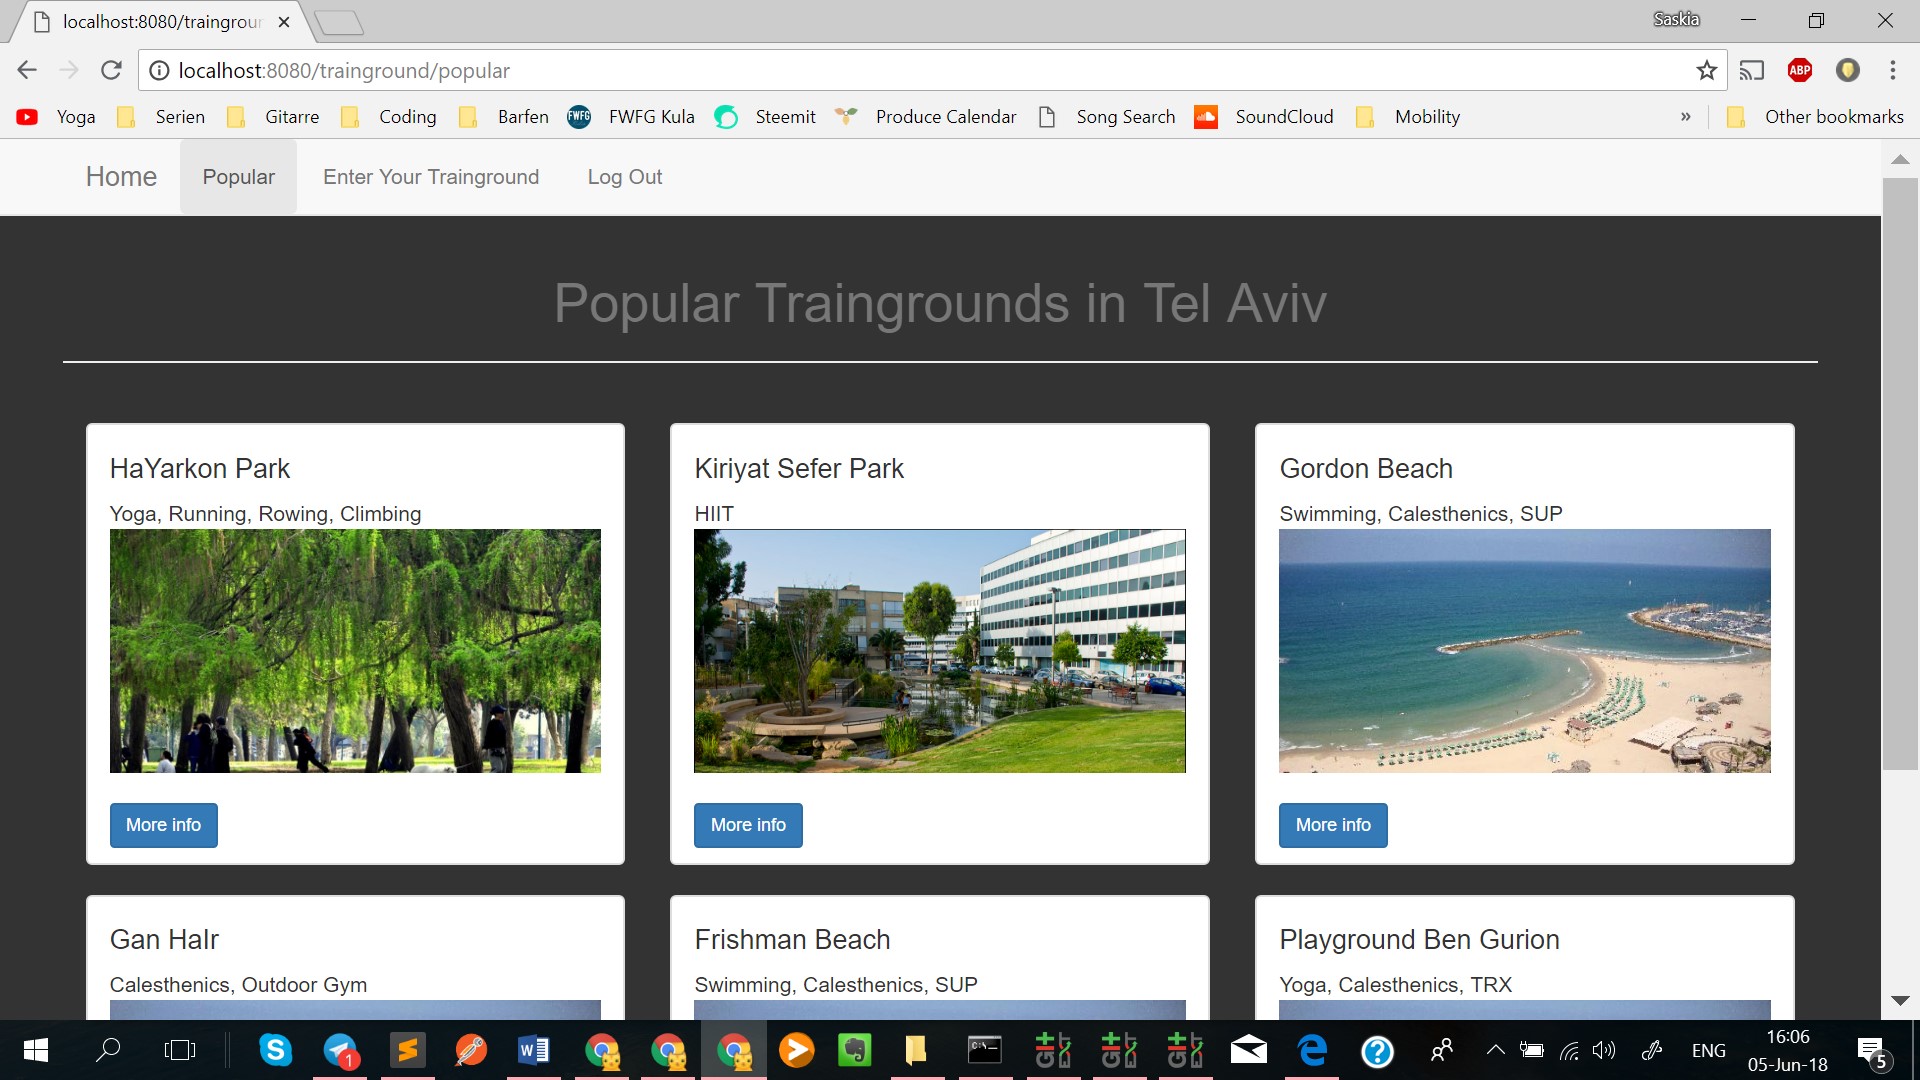 localhost:8080/traingrour
Saskia
localhost:8080/trainground/popular
ABP
Yoga Serien Gitarre Coding Barfen FWFG FWFG Kula Steemit Produce Calendar Song Search SoundCloud Mobility » Other bookmarks
Home Popular Enter Your Trainground Log Out
Popular Traingrounds in Tel Aviv
HaYarkon Park Kiriyat Sefer Park Gordon Beach
Yoga, Running, Rowing, Climbing HIIT Swimming, Calesthenics, SUP
More info More info More info
Gan HaIr Frishman Beach Playground Ben Gurion
Calesthenics, Outdoor Gym Swimming, Calesthenics, SUP Yoga, Calesthenics, TRX
1
ENG
16:06
05-Jun-18
5